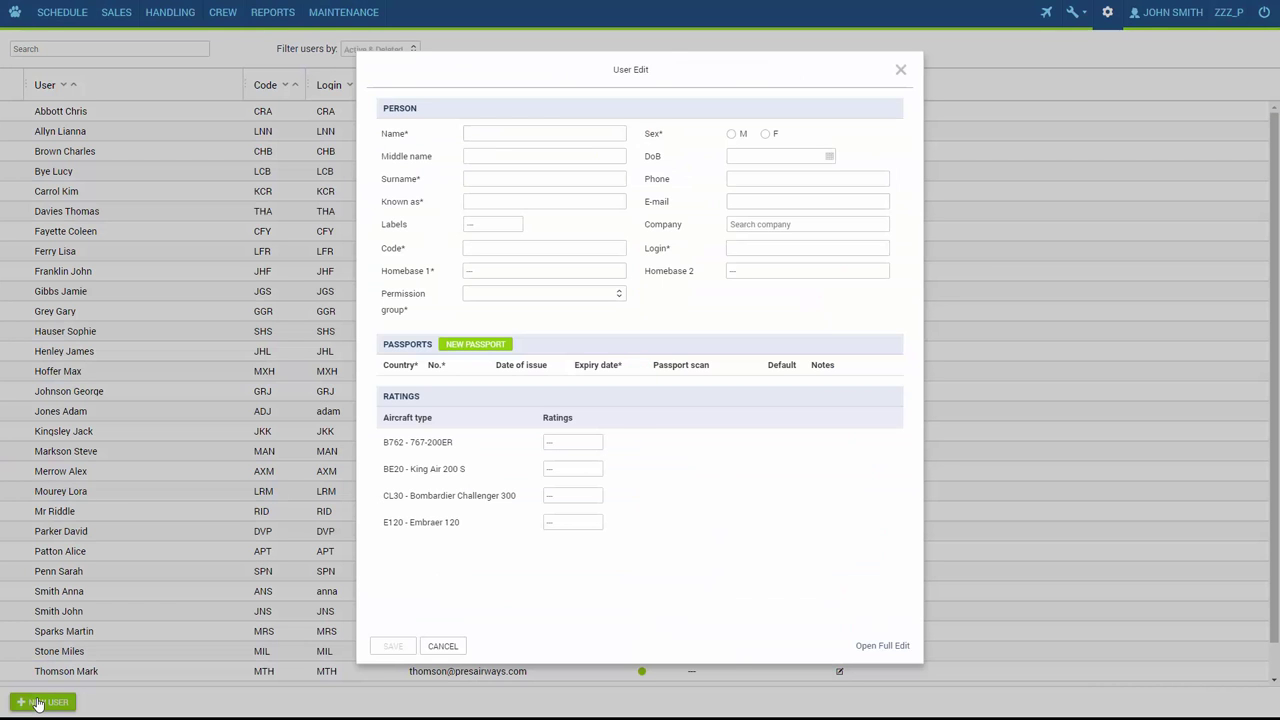 SCHEDULE SALES HANDLING CREW REPORTS MAINTENANCE JOHN SMITH ZZZ_P
Search Filter users by: Active & Deleted
User Code Login
Abbott Chris CRA
Allyn Lianna LNN LNN
Brown Charles CHB CHB
Bye Lucy LCB LCB
Carrol Kim KCR KCR
Davies Thomas THA THA
Fayette Goleen CFY CFY
Ferry Lisa LFR LFR
Franklin John JHF JHF
Gibbs Jamie JGS JGS
Grey Gary GGR GGR
Hauser Sophie SHS SHS
Henley James JHL JHL
Hoffer Max MXH MXH
Johnson George GRJ GRJ
Jones Adam ADJ adam
Kingsley Jack JKK JKK
Markson Steve MAN MAN
Merrow Alex AXM AXM
Mourey Lora LRM LRM
Mr Riddle RID RID
Parker David DVP DVP
Patton Alice APT APT
Penn Sarah SPN SPN
Smith Anna ANS anna
Smith John JNS JNS
Sparks Martin MRS MRS
Stone Miles MIL MIL
Thomson Mark MTH MTH thomson@presairways.com ---
NEW USER
User Edit
PERSON
Name* Sex* M F
Middle name DoB
Surname* Phone
Known as* E-mail
Labels --- Company Search company
Code* Login*
Homebase 1* --- Homebase 2 ---
Permission
group*
PASSPORTS NEW PASSPORT
Country* No.* Date of issue Expiry date* Passport scan Default Notes
RATINGS
Aircraft type Ratings
B762 - 767-200ER ---
BE20 - King Air 200 S ---
CL30 - Bombardier Challenger 300 ---
E120 - Embraer 120 ---
SAVE CANCEL Open Full Edit